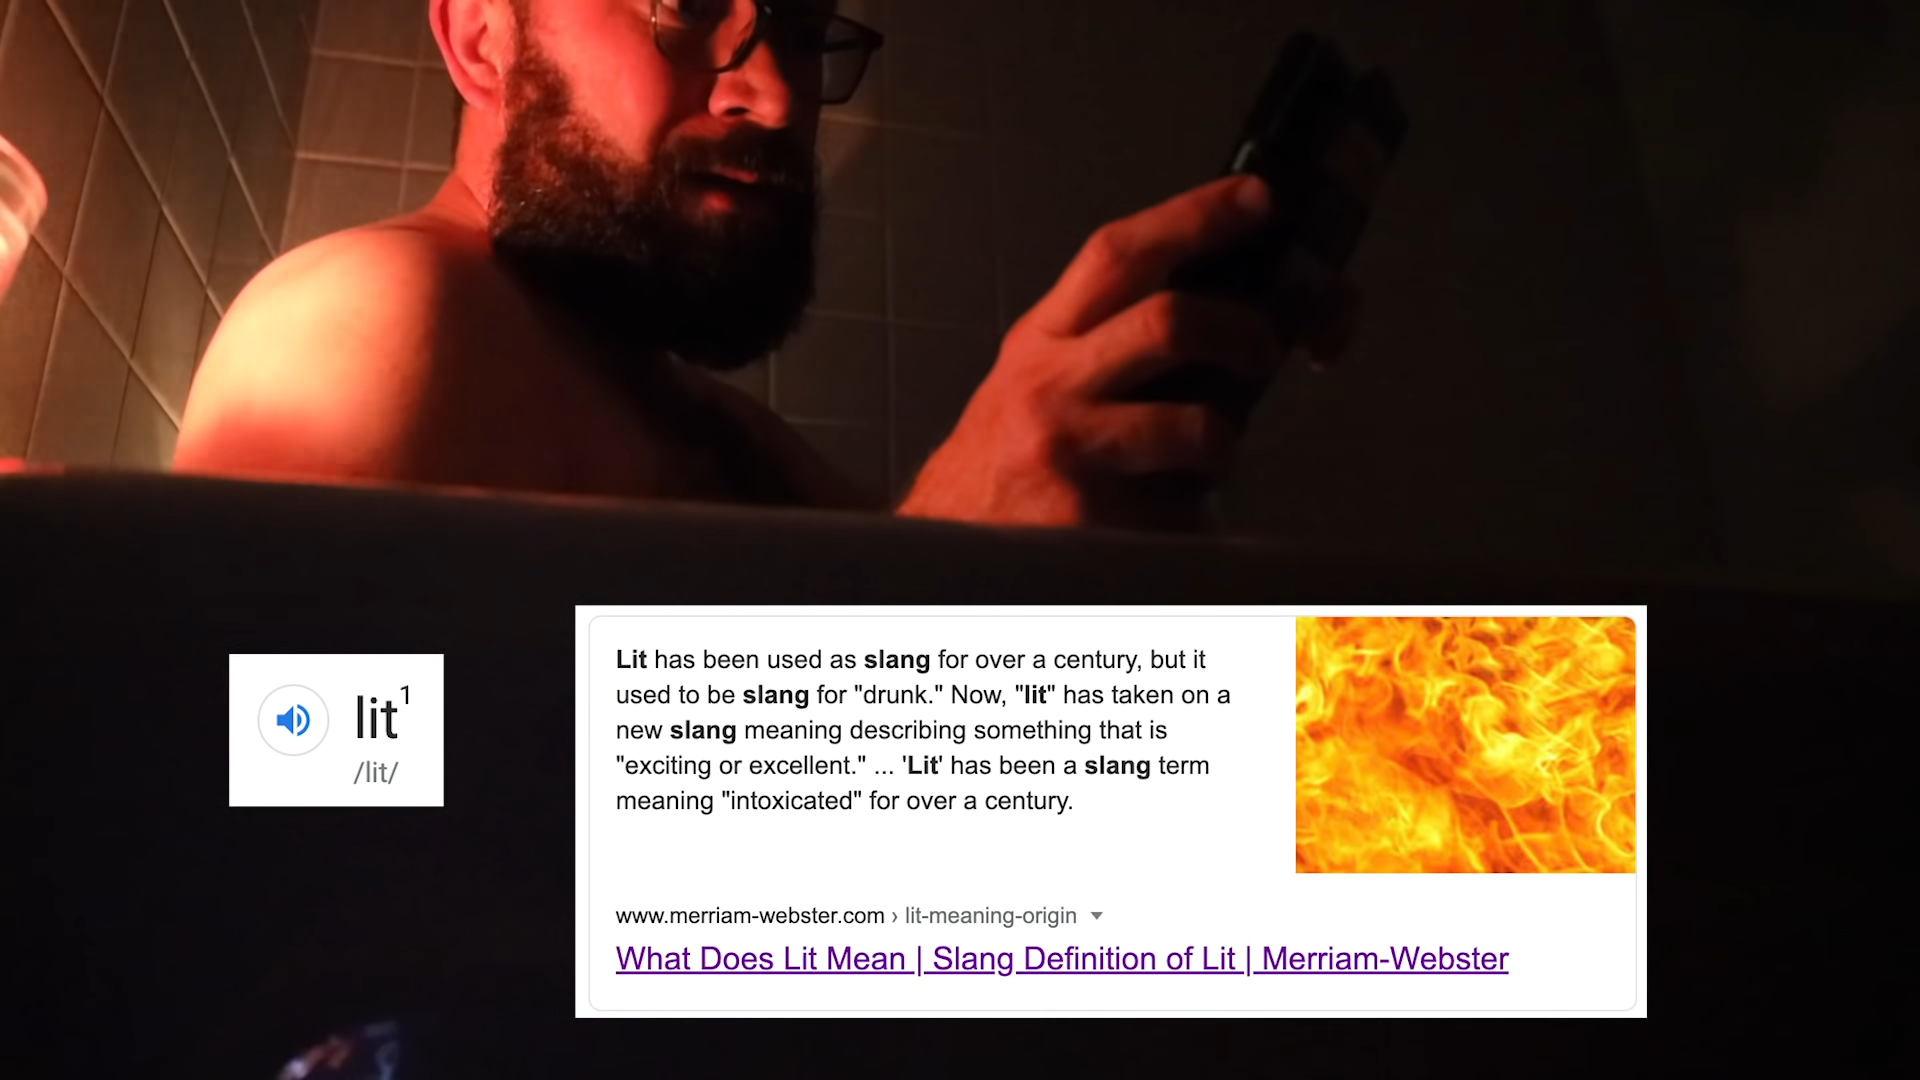 lit¹
/lit/
Lit has been used as slang for over a century, but it
used to be slang for "drunk." Now, "lit" has taken on a
new slang meaning describing something that is
"exciting or excellent." ... 'Lit' has been a slang term
meaning "intoxicated" for over a century.
www.merriam-webster.com › lit-meaning-origin
What Does Lit Mean | Slang Definition of Lit | Merriam-Webster